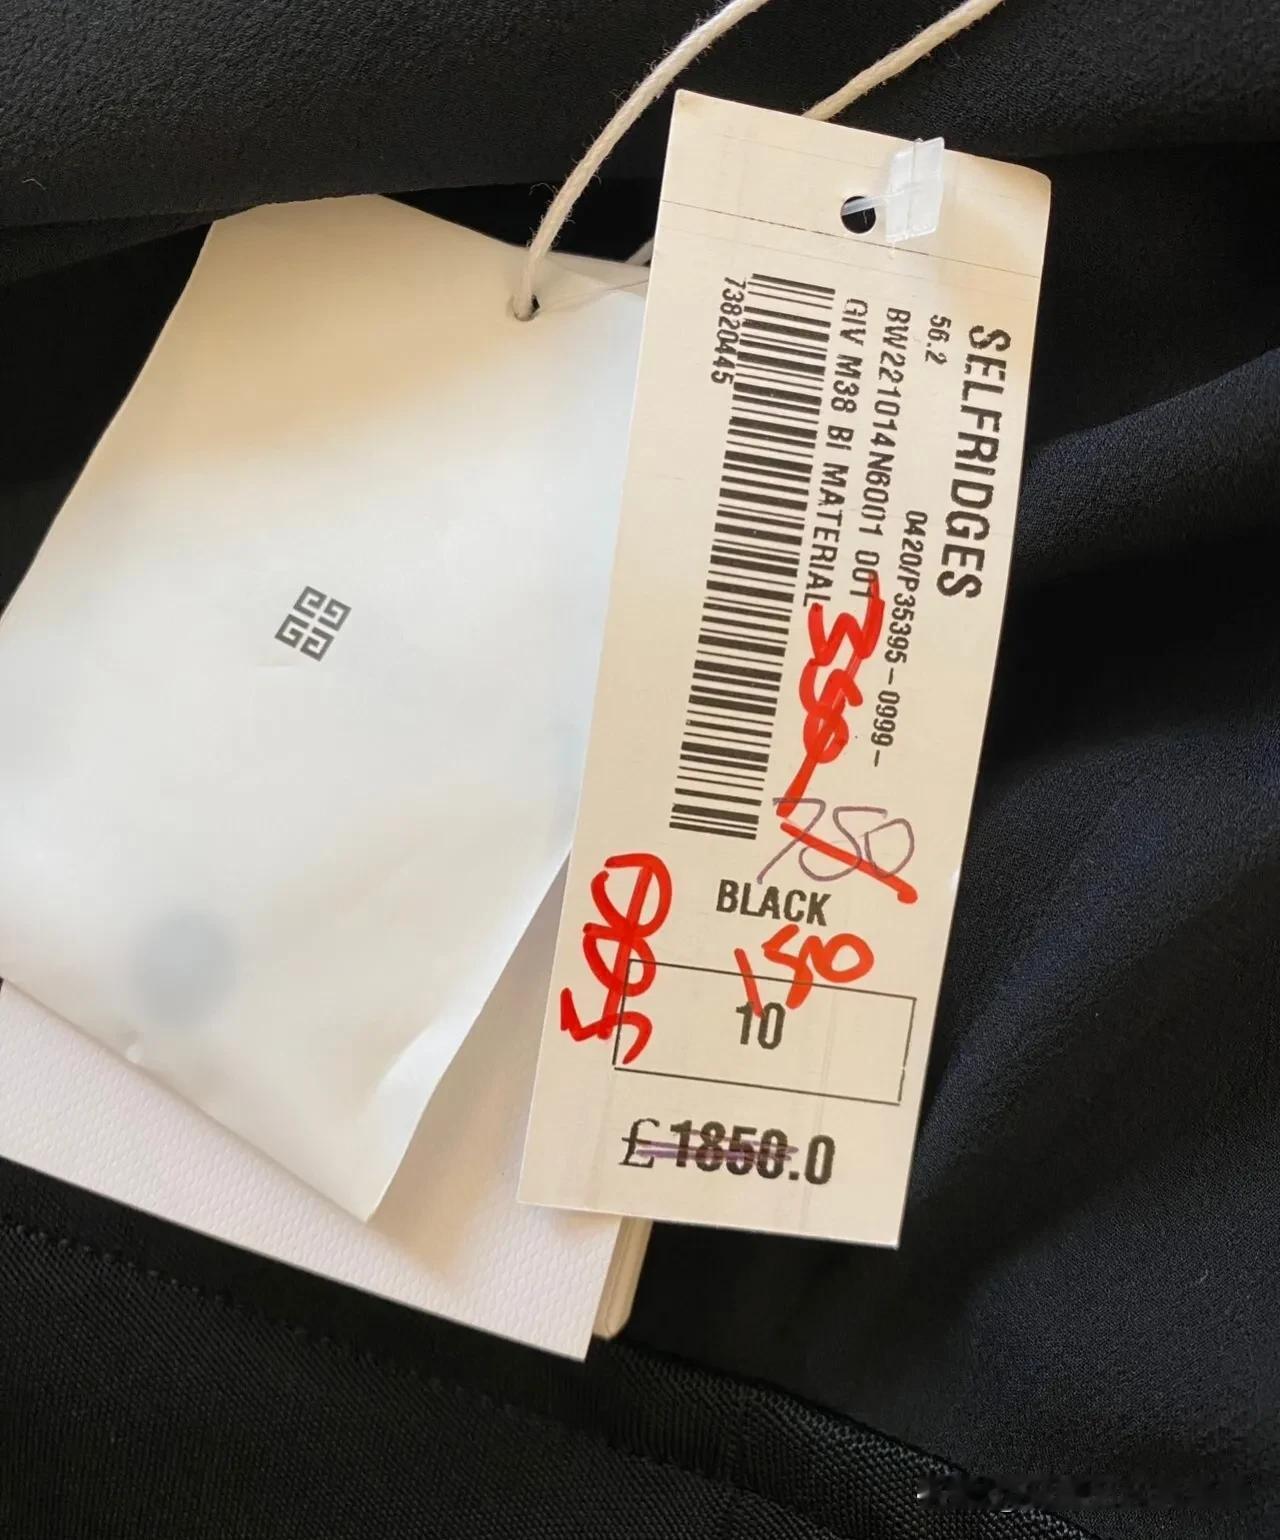 SELFRIDGES
56.2 0420/P35395-0999-
BW221014N6001 001
GIV M38 BI MATERIAL
73820445
350
750
BLACK
500
150
10
£1850.0